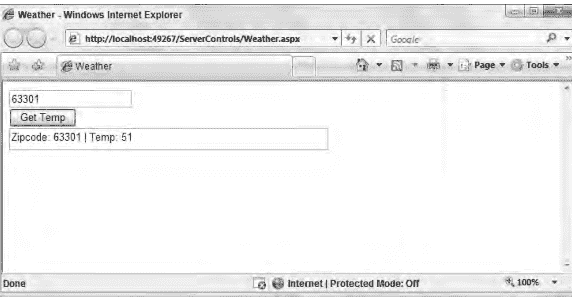 Weather - Windows Internet Explorer
http://localhost:49267/ServerControls/Weather.aspx
Google
Weather
Page
Tools
63301
Get Temp
Zipcode: 63301 | Temp: 51
Done
Internet | Protected Mode: Off
100%